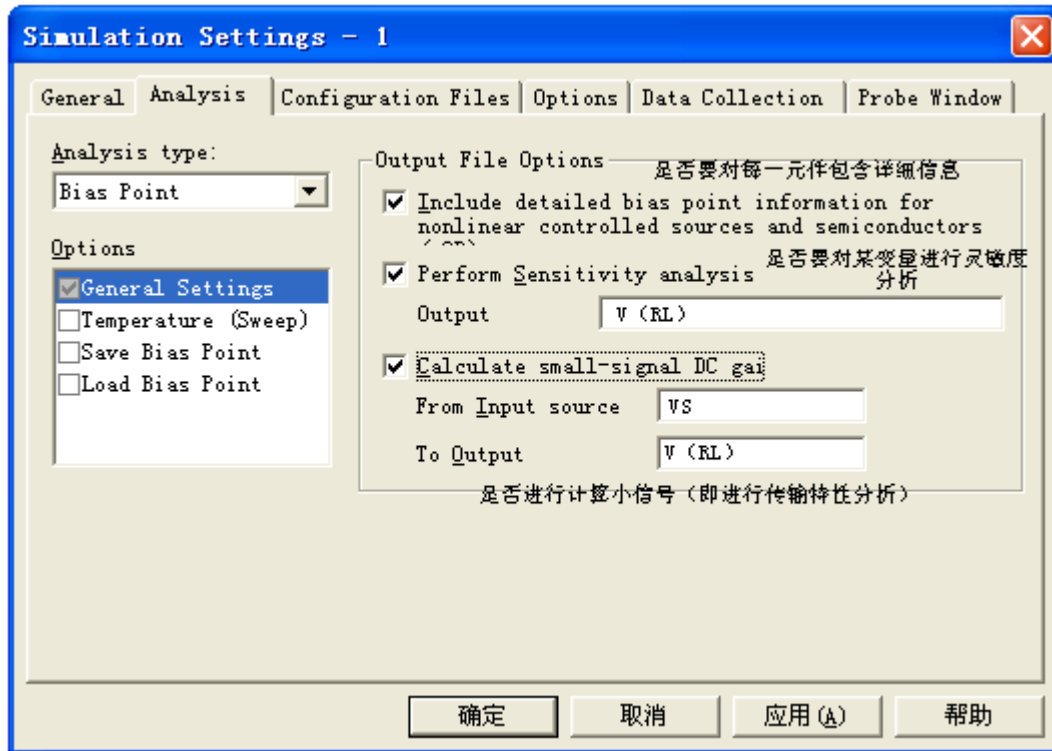 Simulation Settings - 1
General
Analysis
Configuration Files
Options
Data Collection
Probe Window
Analysis type:
Bias Point
Options
General Settings
Temperature (Sweep)
Save Bias Point
Load Bias Point
Output File Options
是否要对每一元件包含详细信息
Include detailed bias point information for
nonlinear controlled sources and semiconductors
是否要对某变量进行灵敏度
分析
Perform Sensitivity analysis
Output
V (RL)
Calculate small-signal DC gai
From Input source
VS
To Output
V (RL)
是否进行计算小信号（即进行传输特性分析）
确定
取消
应用(A)
帮助